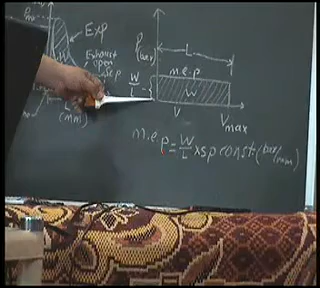 Exp
Exhaust
open
P(bar)
L
m.e.p
W
W/L
V
Vmax
(mm)
m.e.p = W/L x sp const (bar/mm)